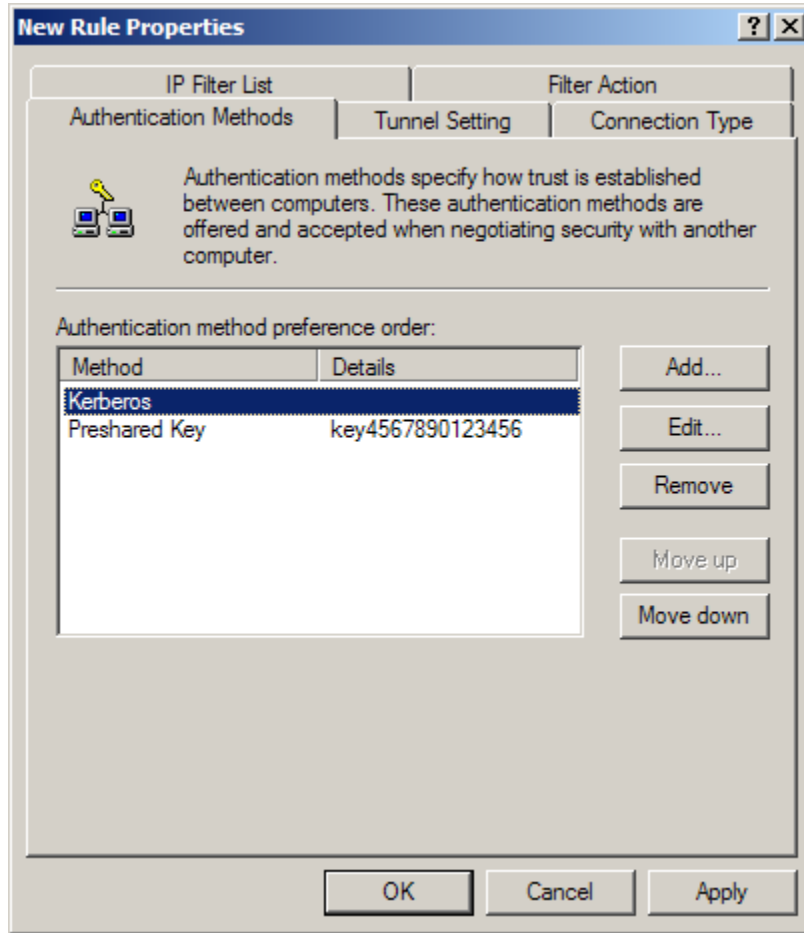 New Rule Properties
IP Filter List
Filter Action
Authentication Methods
Tunnel Setting
Connection Type
Authentication methods specify how trust is established
between computers. These authentication methods are
offered and accepted when negotiating security with another
computer.
Authentication method preference order:
Method Details
Kerberos
Preshared Key key4567890123456
Add...
Edit...
Remove
Move up
Move down
OK
Cancel
Apply